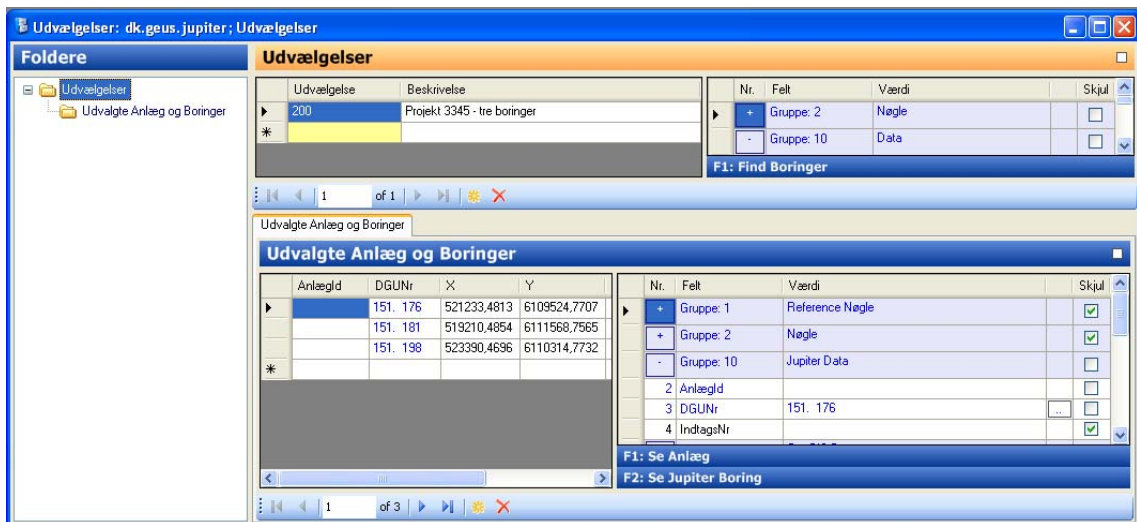 Udvælgelser: dk.geus.jupiter; Udvælgelser
Foldere
Udvælgelser
Udvalgte Anlæg og Boringer
Udvælgelser
Udvælgelse Beskrivelse
200 Projekt 3345 - tre boringer
Nr. Felt Værdi Skjul
+ Gruppe: 2 Nøgle
- Gruppe: 10 Data
F1: Find Boringer
1 of 1
Udvalgte Anlæg og Boringer
Udvalgte Anlæg og Boringer
AnlægId DGUNr X Y
151. 176 521233,4813 6109524,7707
151. 181 519210,4854 6111568,7565
151. 198 523390,4696 6110314,7732
Nr. Felt Værdi Skjul
+ Gruppe: 1 Reference Nøgle
+ Gruppe: 2 Nøgle
- Gruppe: 10 Jupiter Data
2 AnlægId
3 DGUNr 151. 176 ..
4 IndtagsNr
F1: Se Anlæg
F2: Se Jupiter Boring
1 of 3